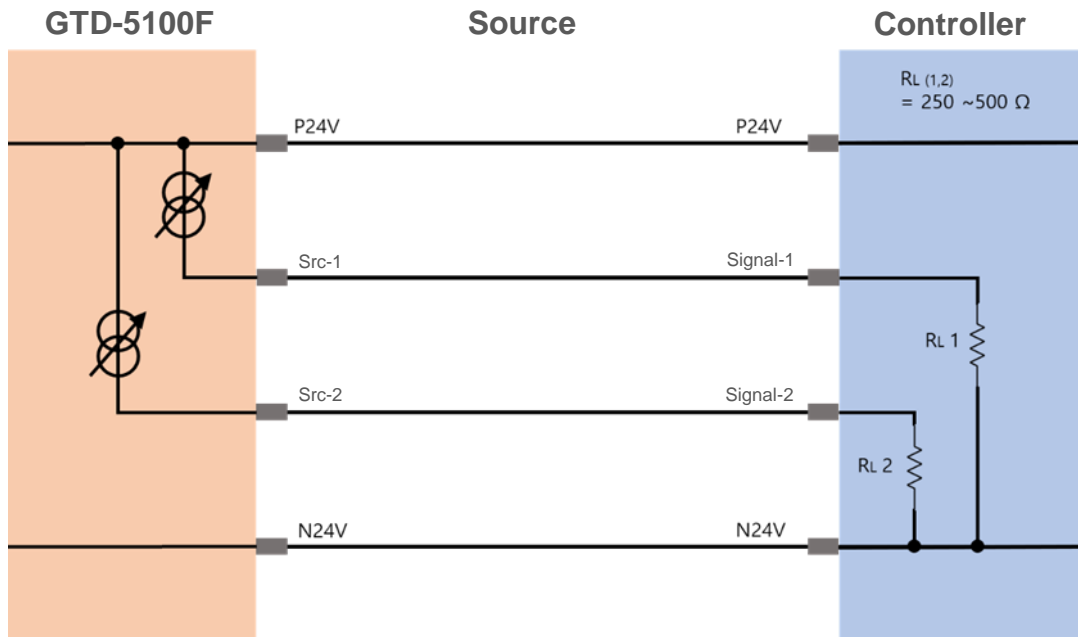 GTD-5100F
Source
Controller
RL (1,2)
= 250 ~500 Ω
P24V
P24V
Src-1
Signal-1
RL 1
Src-2
Signal-2
RL 2
N24V
N24V